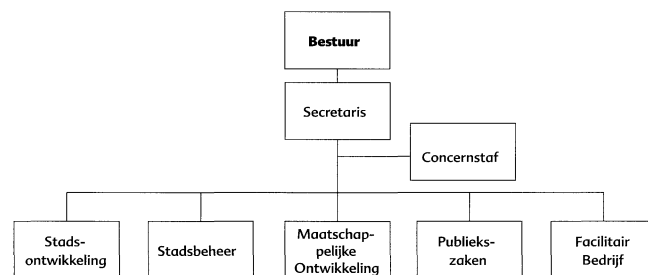 Bestuur
Secretaris
Concernstaf
Stads-
ontwikkeling
Stadsbeheer
Maatschap-
pelijke
Ontwikkeling
Publieks-
zaken
Facilitair
Bedrijf